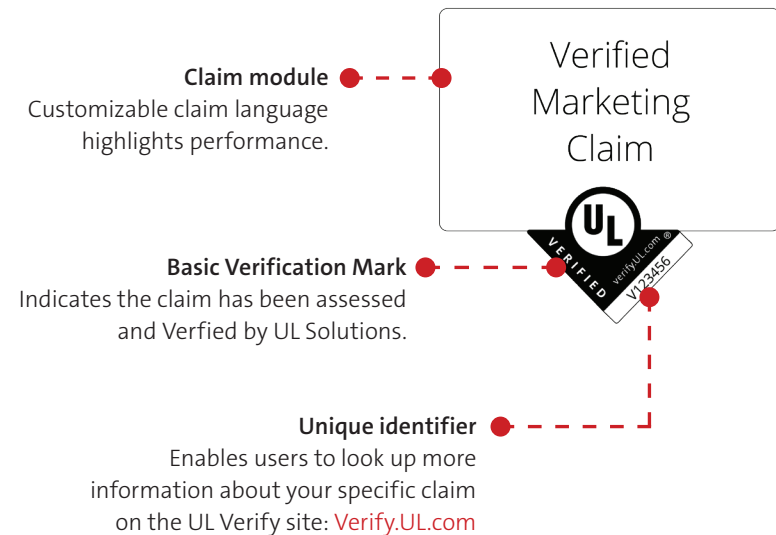 Claim module
Customizable claim language
highlights performance.
Verified
Marketing
Claim
UL
VERIFIED
verify.UL.com ®
V123456
Basic Verification Mark
Indicates the claim has been assessed
and Verfied by UL Solutions.
Unique identifier
Enables users to look up more
information about your specific claim
on the UL Verify site: Verify.UL.com